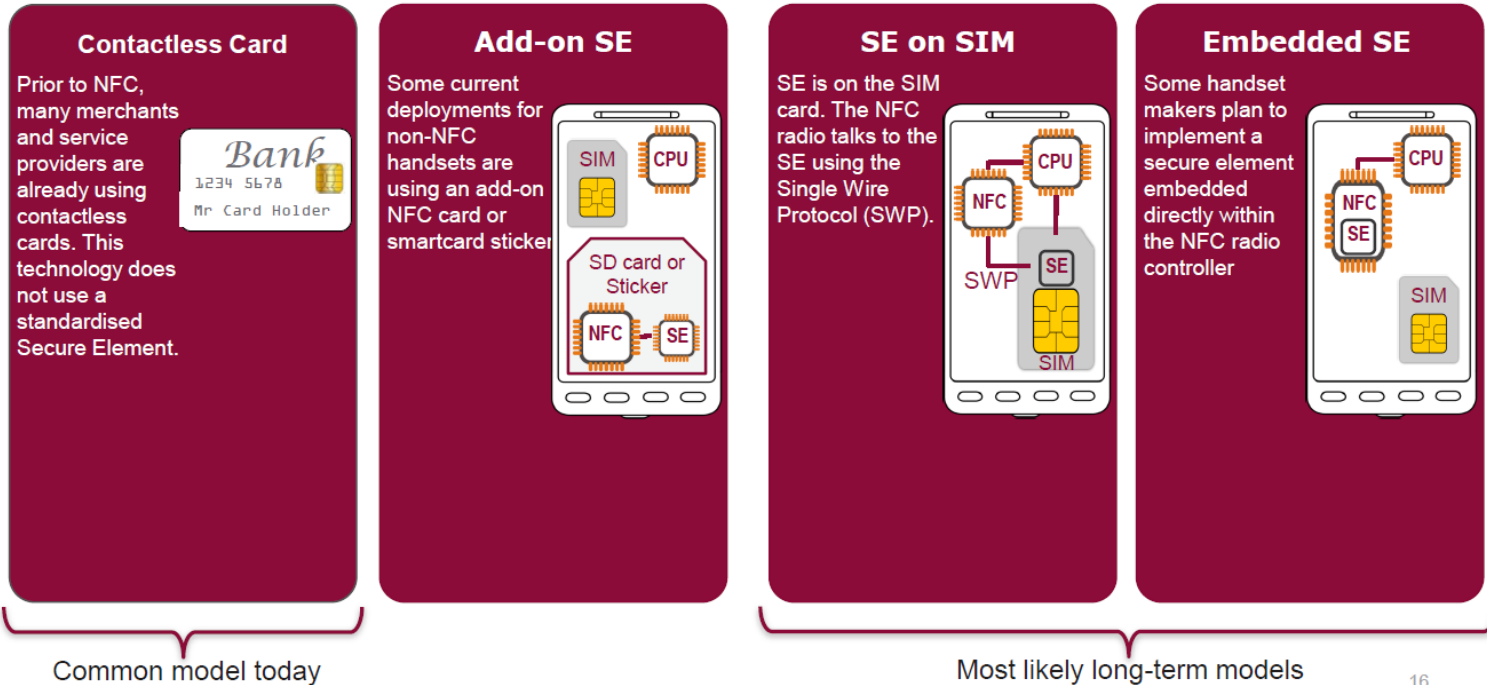 Contactless Card
Prior to NFC,
many merchants
and service
providers are
already using
contactless
cards. This
technology does
not use a
standardised
Secure Element.
Bank
1234 5678
Mr Card Holder
Add-on SE
Some current
deployments for
non-NFC
handsets are
using an add-on
NFC card or
smartcard sticker
SIM
CPU
SD card or
Sticker
NFC
SE
SE on SIM
SE is on the SIM
card. The NFC
radio talks to the
SE using the
Single Wire
Protocol (SWP).
CPU
NFC
SWP
SE
SIM
Embedded SE
Some handset
makers plan to
implement a
secure element
embedded
directly within
the NFC radio
controller
CPU
NFC
SE
SIM
Common model today
Most likely long-term models
16